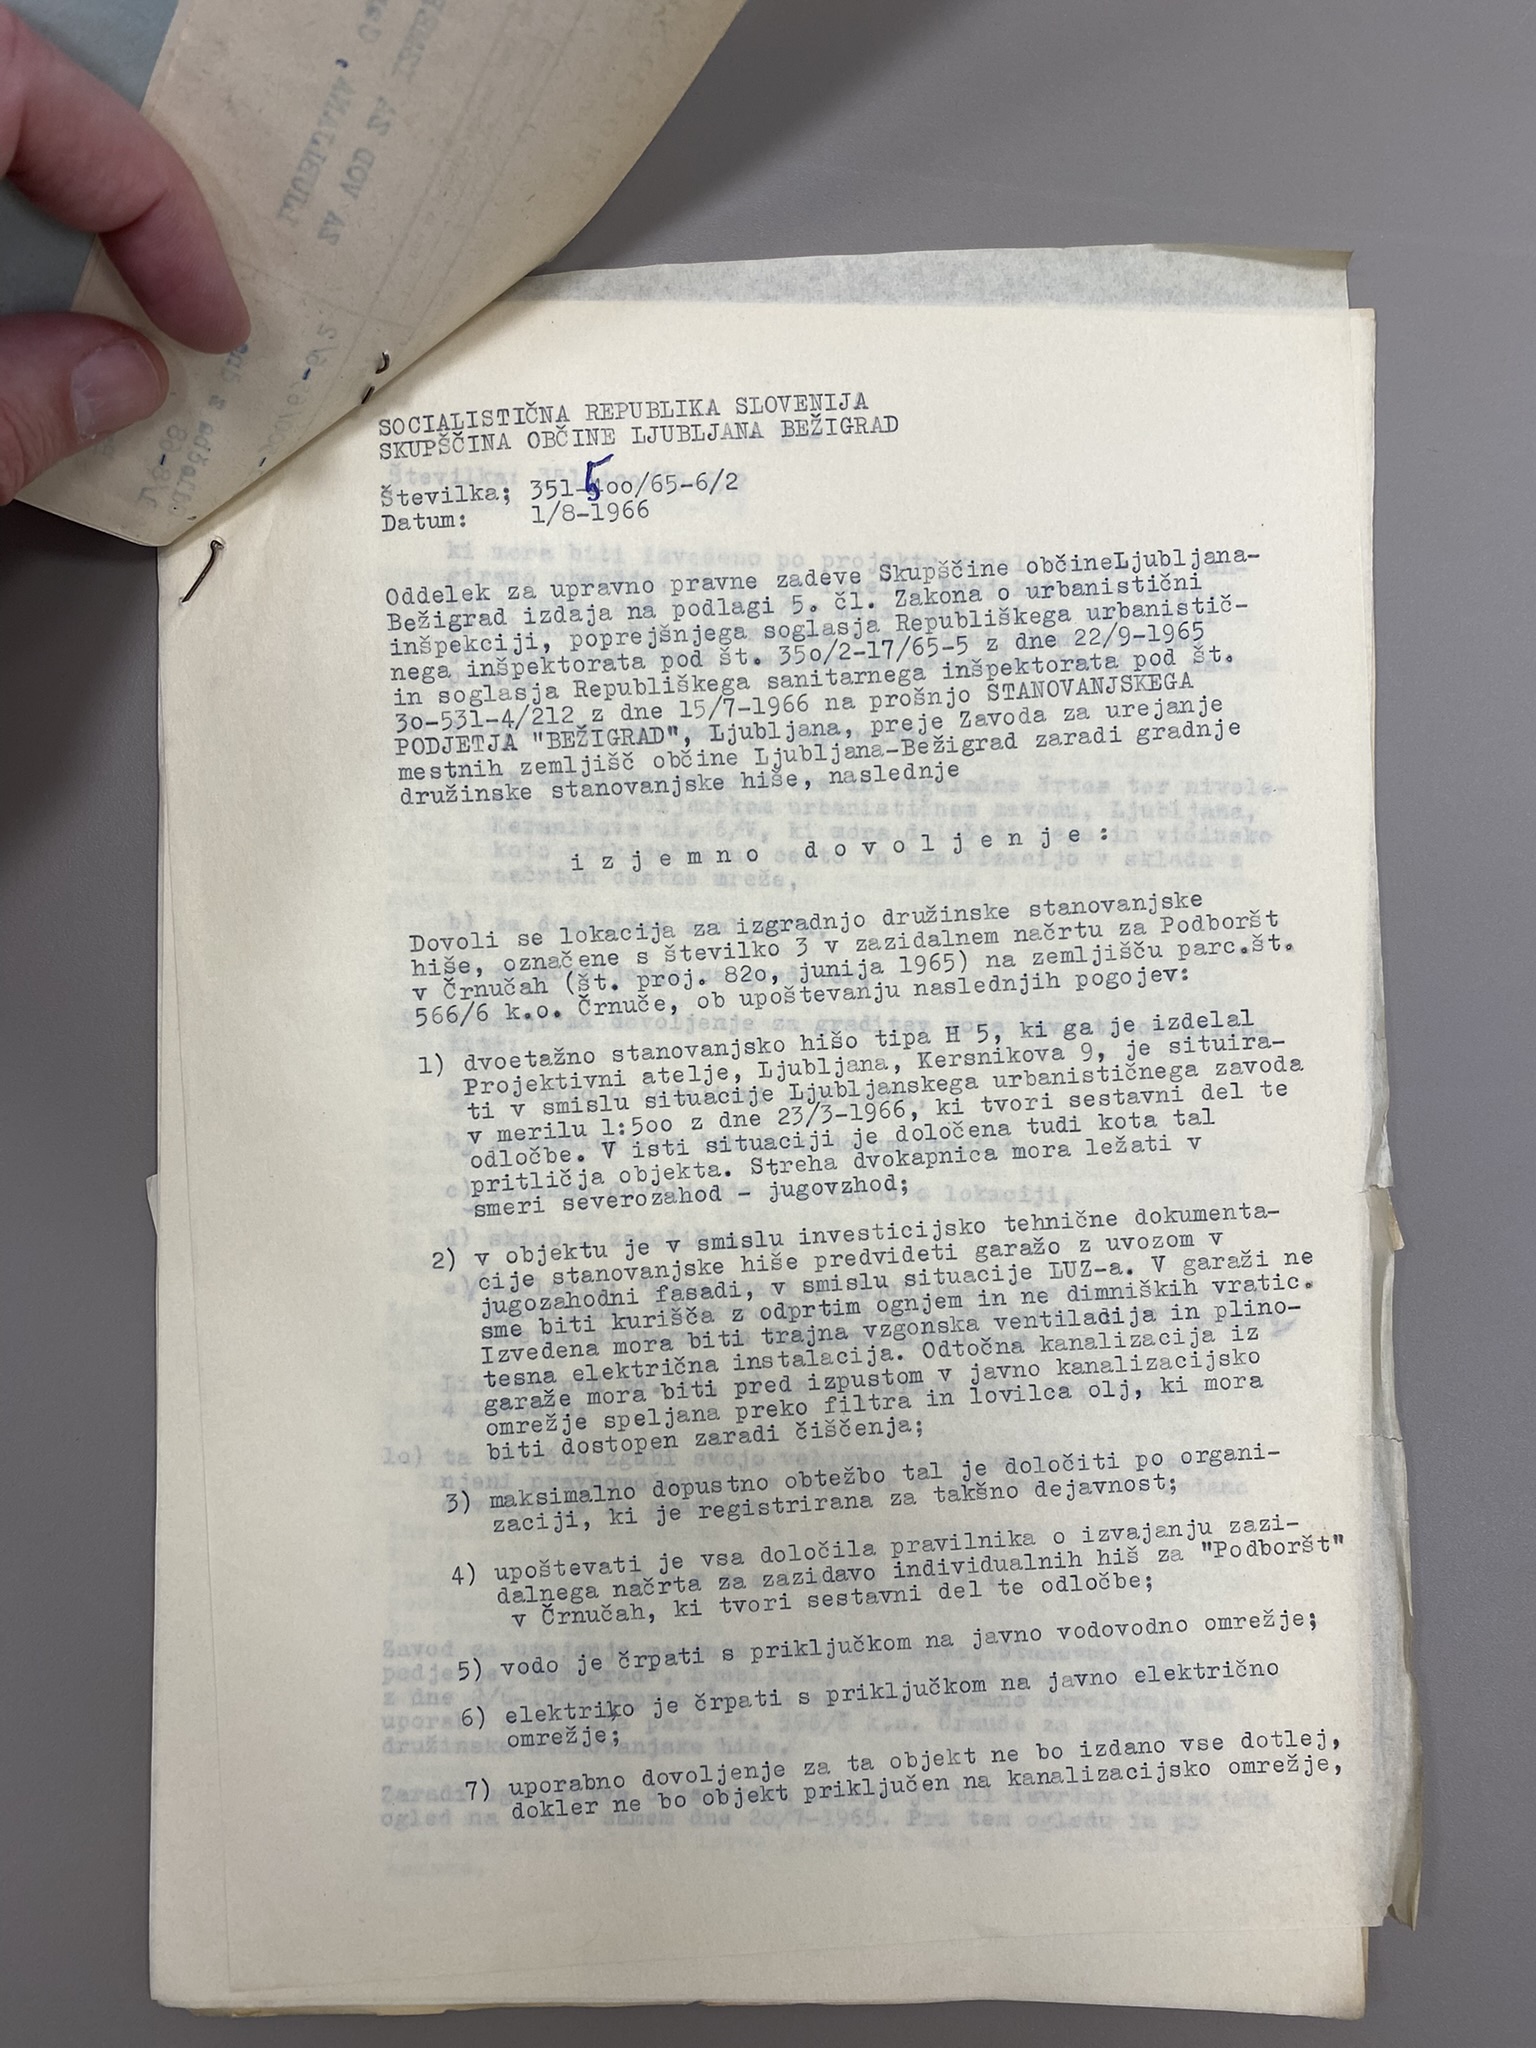 SOCIALISTIČNA REPUBLIKA SLOVENIJA
SKUPŠČINA OBČINE LJUBLJANA BEŽIGRAD
Številka; 351-500/65-6/2
Datum: 1/8-1966
Oddelek za upravno pravne zadeve Skupščine občineLjubljana-
Bežigrad izdaja na podlagi 5. čl. Zakona o urbanistični
inšpekciji, poprejšnjega soglasja Republiškega urbanistič-
nega inšpektorata pod št. 35o/2-17/65-5 z dne 22/9-1965
in soglasja Republiškega sanitarnega inšpektorata pod št.
3o-531-4/212 z dne 15/7-1966 na prošnjo STANOVANJSKEGA
PODJETJA "BEŽIGRAD", Ljubljana, preje Zavoda za urejanje
mestnih zemljišč občine Ljubljana-Bežigrad zaradi gradnje
družinske stanovanjske hiše, naslednje
i z j e m n o  d o v o l j e n j e :
Dovoli se lokacija za izgradnjo družinske stanovanjske
hiše, označene s številko 3 v zazidalnem načrtu za Podboršt
v Črnučah (št. proj. 82o, junija 1965) na zemljišču parc.št.
566/6 k.o. Črnuče, ob upoštevanju naslednjih pogojev:
1) dvoetažno stanovanjsko hišo tipa H 5, ki ga je izdelal
Projektivni atelje, Ljubljana, Kersnikova 9, je situira-
ti v smislu situacije Ljubljanskega urbanističnega zavoda
v merilu 1:5oo z dne 23/3-1966, ki tvori sestavni del te
odločbe. V isti situaciji je določena tudi kota tal
pritličja objekta. Streha dvokapnica mora ležati v
smeri severozahod - jugovzhod;
2) v objektu je v smislu investicijsko tehnične dokumenta-
cije stanovanjske hiše predvideti garažo z uvozom v
jugozahodni fasadi, v smislu situacije LUZ-a. V garaži ne
sme biti kurišča z odprtim ognjem in ne dimniških vratic.
Izvedena mora biti trajna vzgonska ventilacija in plino-
tesna električna instalacija. Odtočna kanalizacija iz
garaže mora biti pred izpustom v javno kanalizacijsko
omrežje speljana preko filtra in lovilca olj, ki mora
biti dostopen zaradi čiščenja;
3) maksimalno dopustno obtežbo tal je določiti po organi-
zaciji, ki je registrirana za takšno dejavnost;
4) upoštevati je vsa določila pravilnika o izvajanju zazi-
dalnega načrta za zazidavo individualnih hiš za "Podboršt"
v Črnučah, ki tvori sestavni del te odločbe;
5) vodo je črpati s priključkom na javno vodovodno omrežje;
6) elektriko je črpati s priključkom na javno električno
omrežje;
7) uporabno dovoljenje za ta objekt ne bo izdano vse dotlej,
dokler ne bo objekt priključen na kanalizacijsko omrežje,